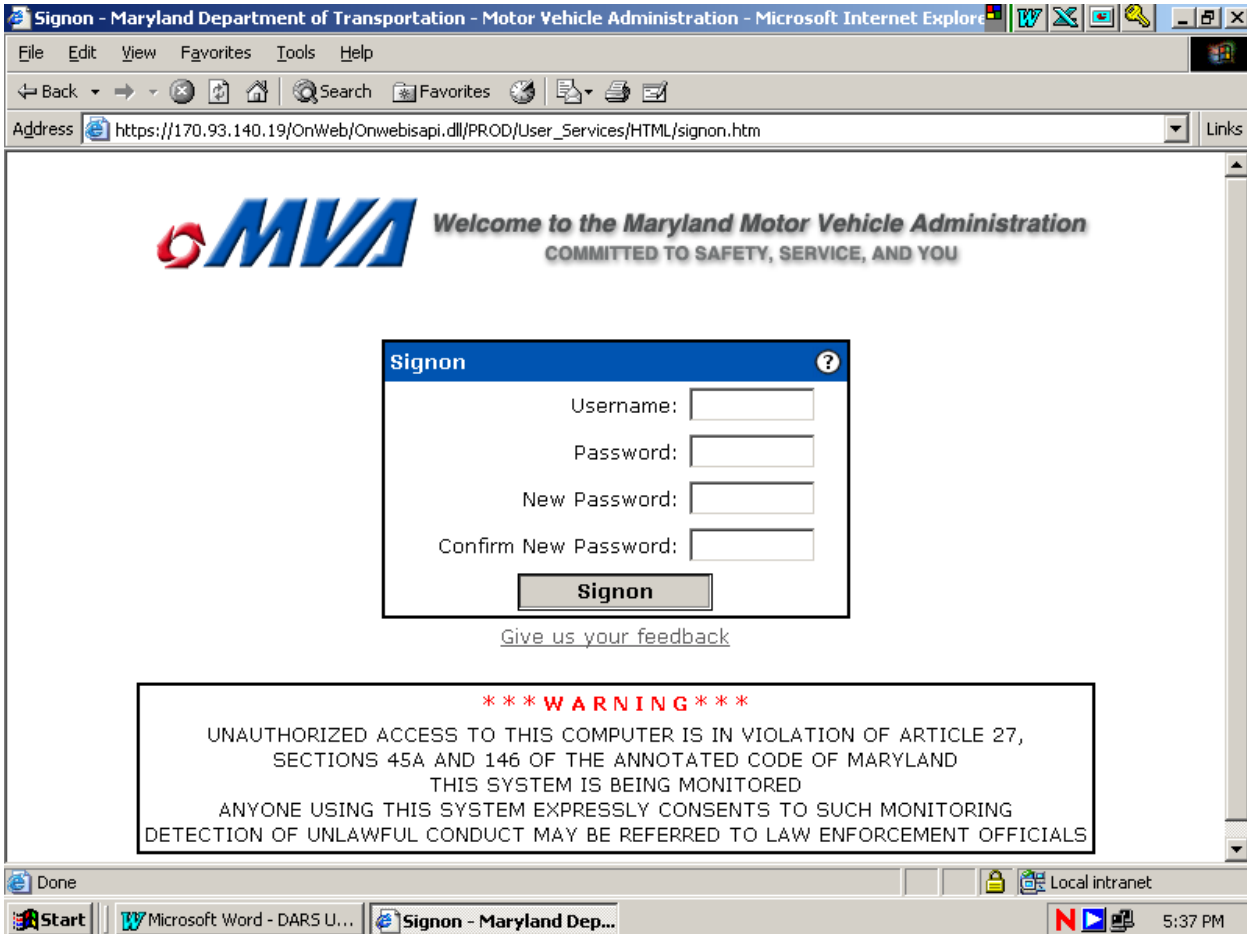 Signon - Maryland Department of Transportation - Motor Vehicle Administration - Microsoft Internet Explore
File Edit View Favorites Tools Help
Back Search Favorites
Address https://170.93.140.19/OnWeb/Onwebisapi.dll/PROD/User_Services/HTML/signon.htm Links
MVA
Welcome to the Maryland Motor Vehicle Administration
COMMITTED TO SAFETY, SERVICE, AND YOU
Signon ?
Username:
Password:
New Password:
Confirm New Password:
Signon
Give us your feedback
* * * W A R N I N G * * *
UNAUTHORIZED ACCESS TO THIS COMPUTER IS IN VIOLATION OF ARTICLE 27,
SECTIONS 45A AND 146 OF THE ANNOTATED CODE OF MARYLAND
THIS SYSTEM IS BEING MONITORED
ANYONE USING THIS SYSTEM EXPRESSLY CONSENTS TO SUCH MONITORING
DETECTION OF UNLAWFUL CONDUCT MAY BE REFERRED TO LAW ENFORCEMENT OFFICIALS
Done Local intranet
Start Microsoft Word - DARS U... Signon - Maryland Dep... N 5:37 PM